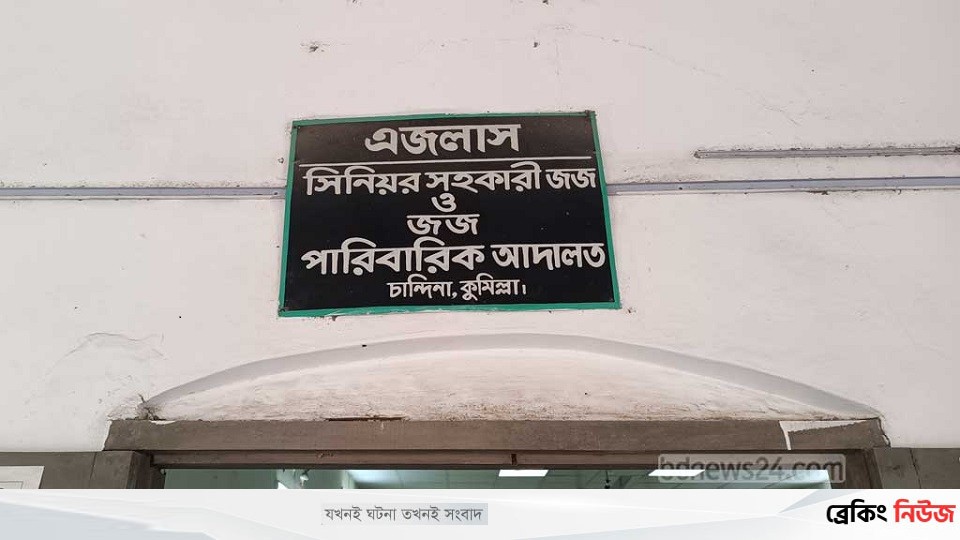 এজলাস
সিনিয়র সহকারী জজ
ও
জজ
পারিবারিক আদালত
চান্দিনা, কুমিল্লা।
bdnews24.com
যখনই ঘটনা তখনই সংবাদ
ব্রেকিং নিউজ